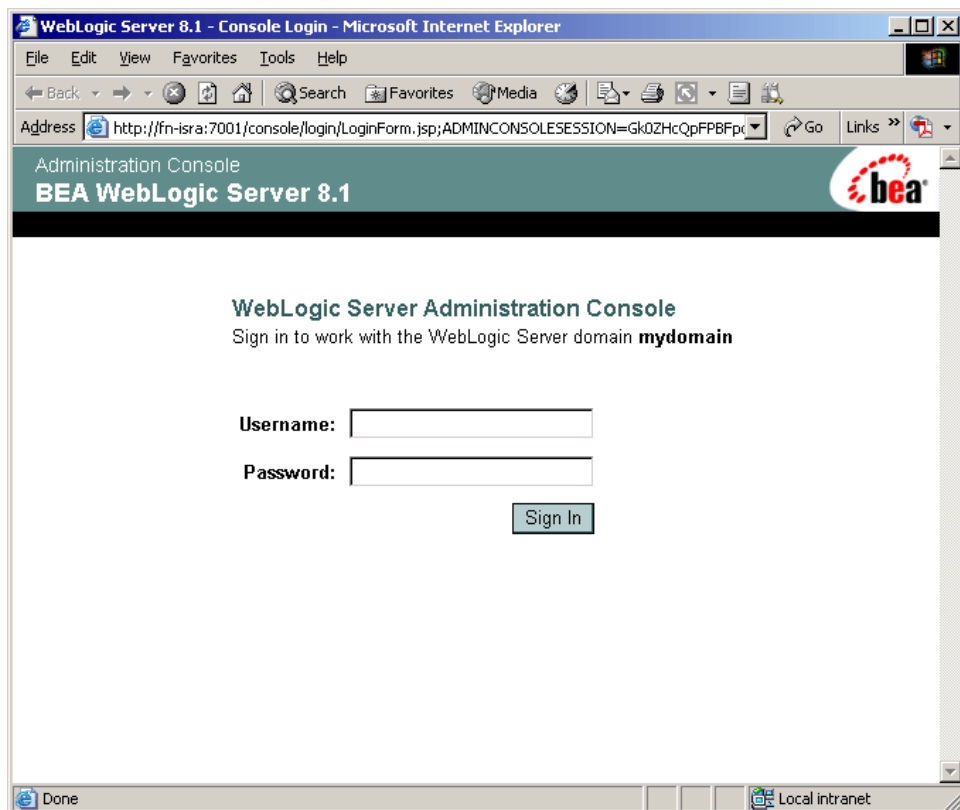 WebLogic Server 8.1 - Console Login - Microsoft Internet Explorer
File Edit View Favorites Tools Help
Back Search Favorites Media
Address http://fn-isra:7001/console/login/LoginForm.jsp;ADMINCONSOLESESSION=Gk0ZHcQpFPBFp Go Links »
Administration Console
BEA WebLogic Server 8.1
bea
WebLogic Server Administration Console
Sign in to work with the WebLogic Server domain mydomain
Username:
Password:
Sign In
Done Local intranet